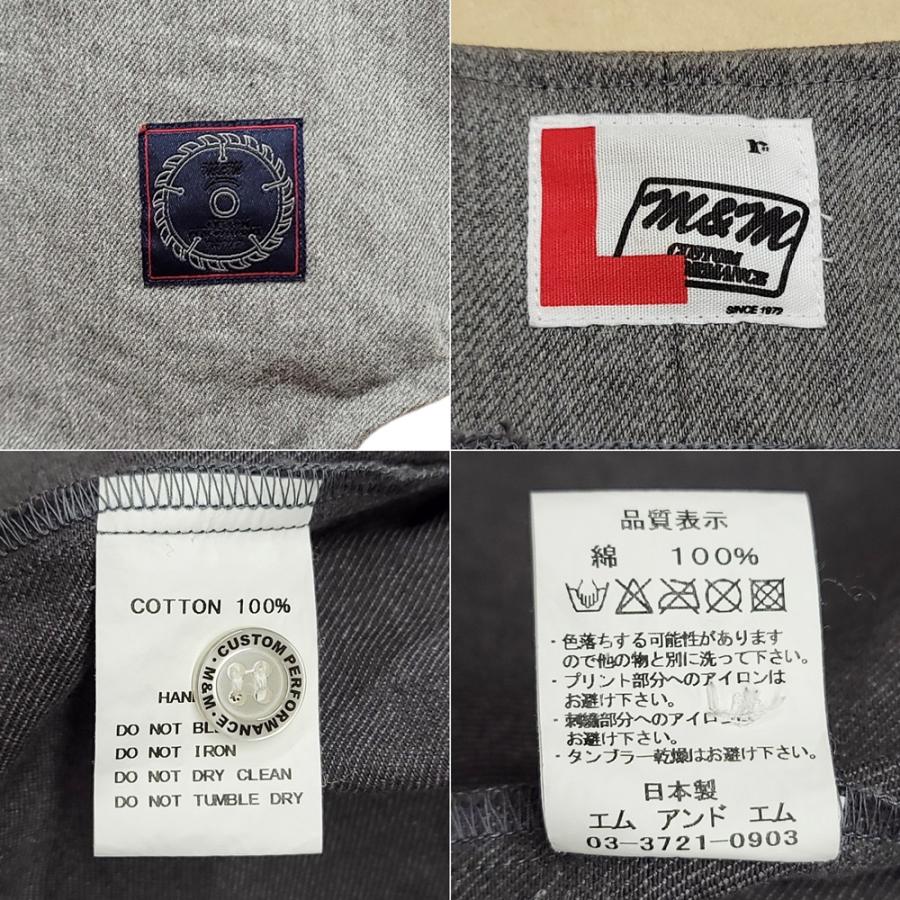 M&M
r
L
M&M
CUSTOM
SINCE 1972
COTTON 100%
DO NOT
DO NOT IRON
DO NOT DRY CLEAN
DO NOT TUMBLE DRY
CUSTOM PERFORMANCE・M&M・
品質表示
綿 100%
・色落ちする可能性があります
ので他の物と別に洗って下さい。
・プリント部分へのアイロンは
お避け下さい。
・刺繍部分へのアイロンは
お避け下さい。
・タンブラー乾燥はお避け下さい。
日本製
エム アンド エム
03-3721-0903